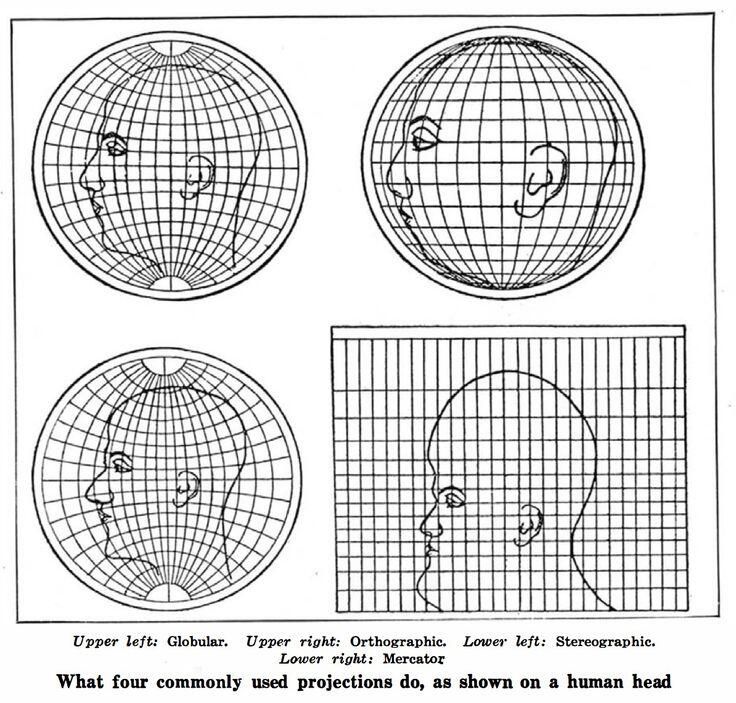 Upper left: Globular. Upper right: Orthographic. Lower left: Stereographic.
Lower right: Mercator
What four commonly used projections do, as shown on a human head